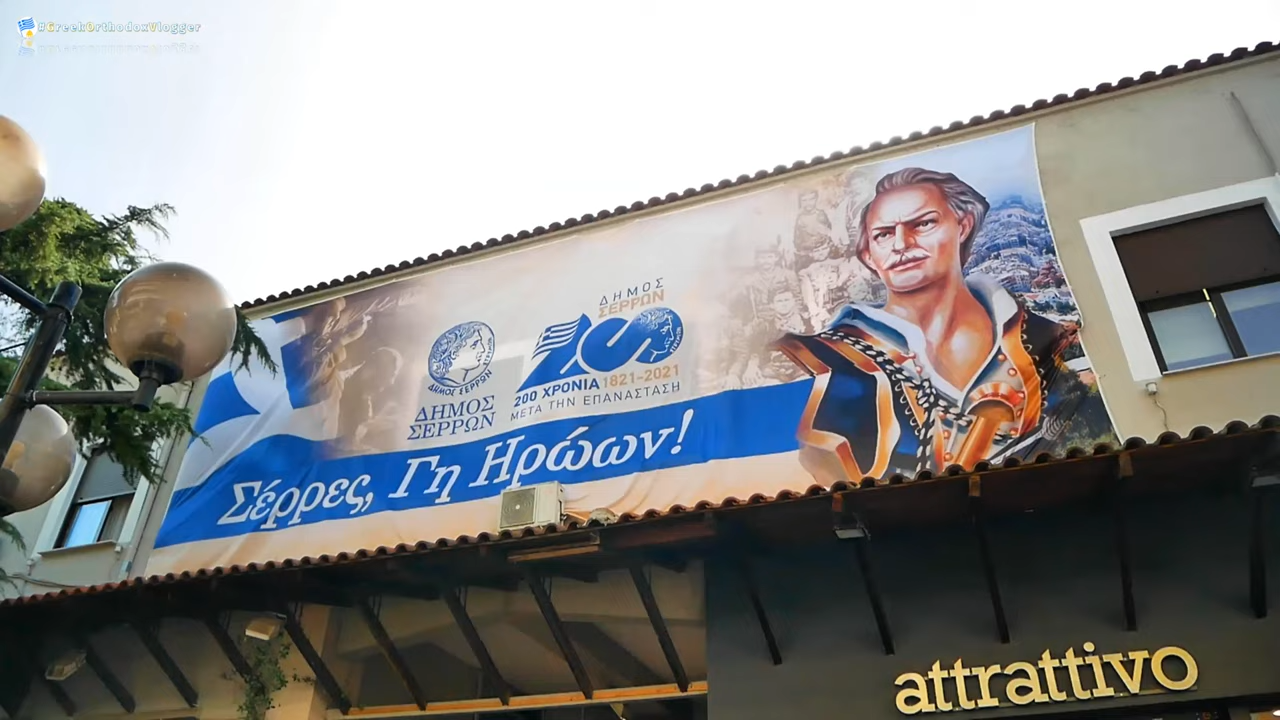 #GreekOrthodoxVlogger
ΔΗΜΟΣ
ΣΕΡΡΩΝ
ΔΗΜΟΣ ΣΕΡΡΩΝ
ΔΗΜΟΣ
ΣΕΡΡΩΝ
200 ΧΡΟΝΙΑ 1821-2021
ΜΕΤΑ ΤΗΝ ΕΠΑΝΑΣΤΑΣΗ
Σέρρες, Γη Ηρώων!
attrattivo